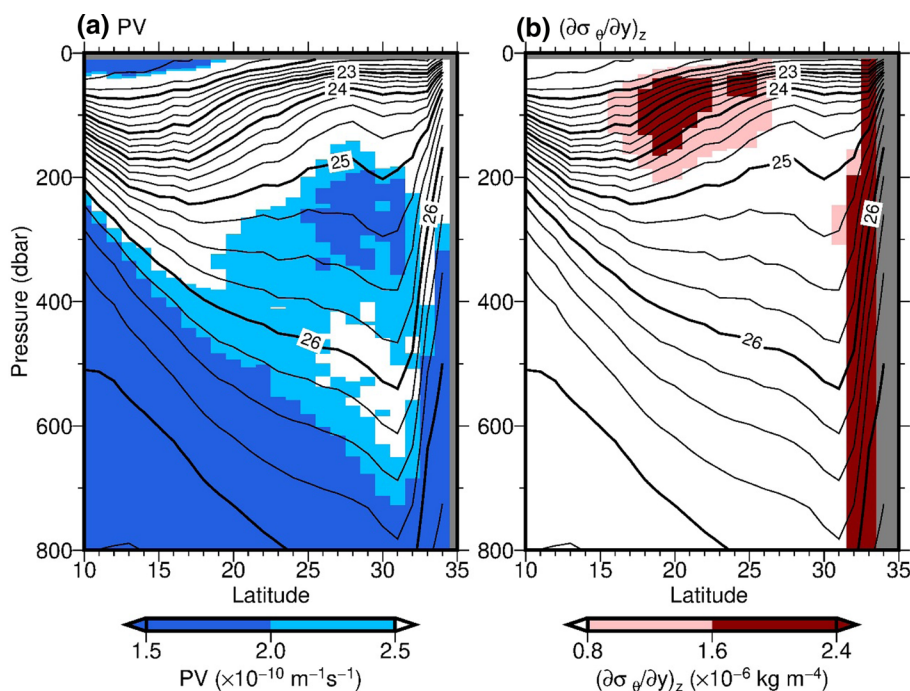 (a) PV
(b) (∂σ θ/∂y)z
0
200
400
600
800
Pressure (dbar)
23
24
25
26
26
10 15 20 25 30 35
Latitude
23
24
25
26
26
10 15 20 25 30 35
Latitude
1.5 2.0 2.5
PV (×10−10 m−1s−1)
0.8 1.6 2.4
(∂σ θ/∂y)z (×10−6 kg m−4)